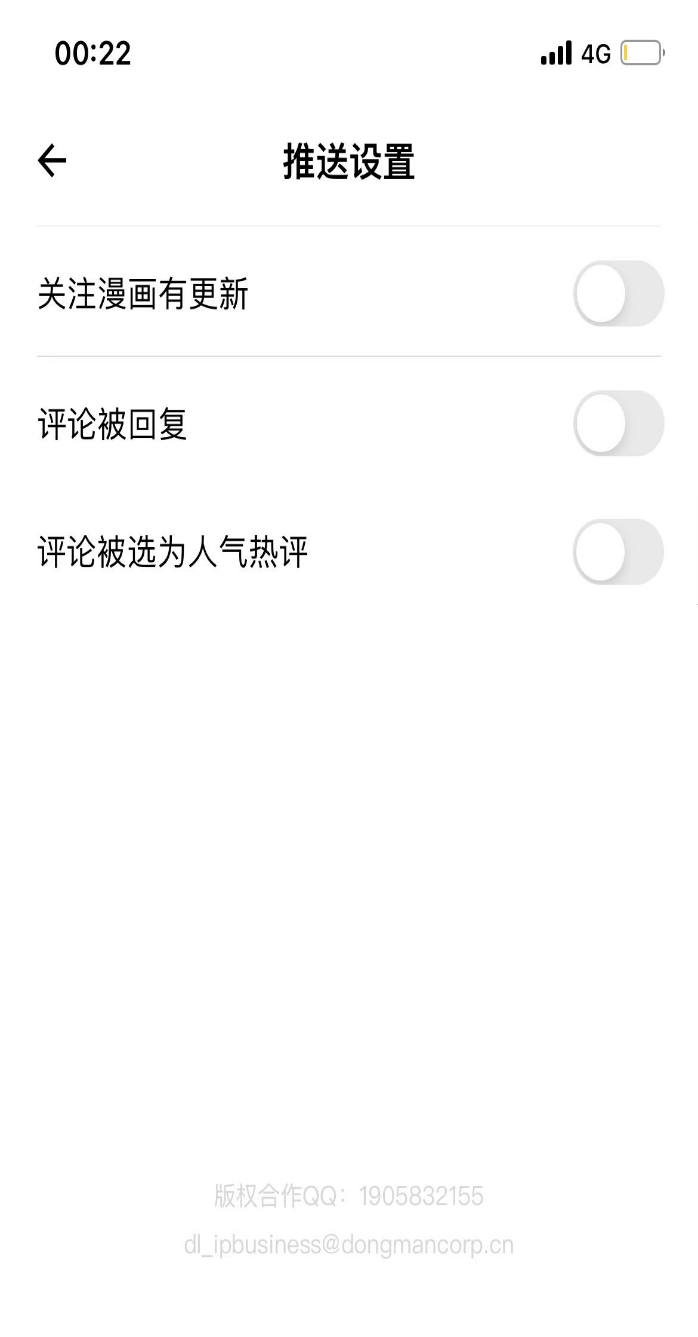 00:22 4G
推送设置
关注漫画有更新
评论被回复
评论被选为人气热评
版权合作QQ：1905832155
dl_ipbusiness@dongmancorp.cn